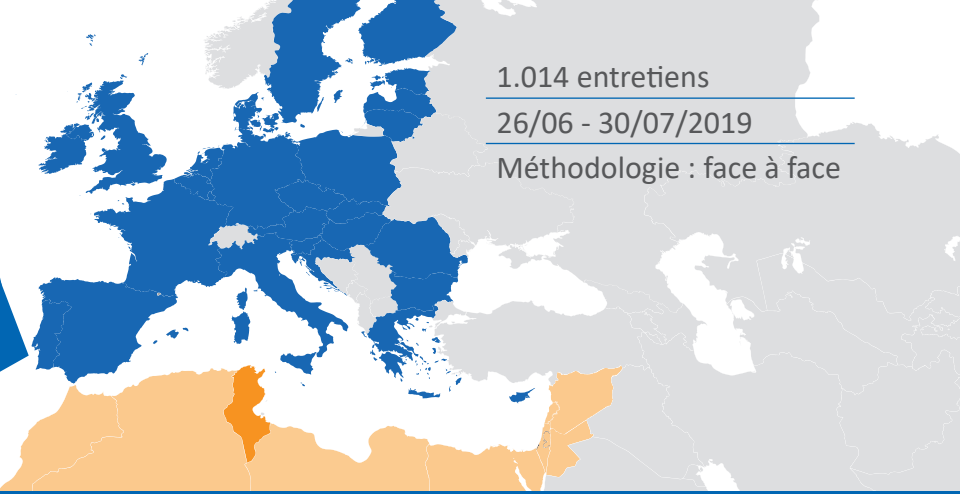 1.014 entretiens
26/06 - 30/07/2019
Méthodologie : face à face